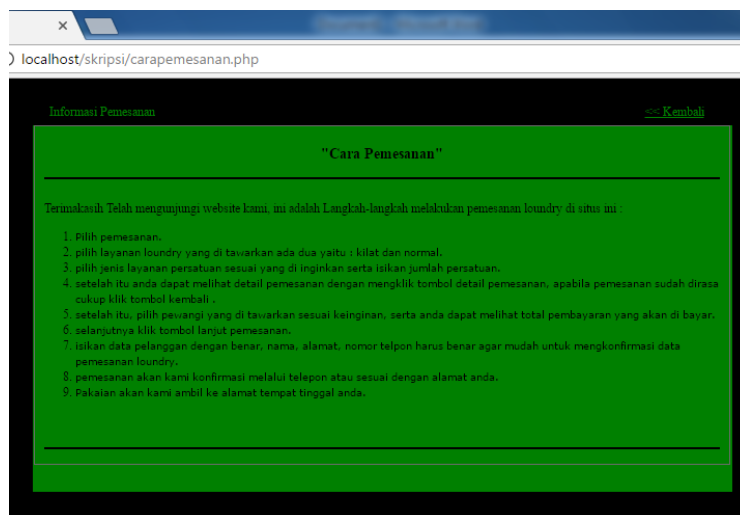 localhost/skripsi/carapemesanan.php
Informasi Pemesanan << Kembali
"Cara Pemesanan"
Terimakasih Telah mengunjungi website kami, ini adalah Langkah-langkah melakukan pemesanan loundry di situs ini :
1. Pilih pemesanan.
2. pilih layanan loundry yang di tawarkan ada dua yaitu : kilat dan normal.
3. pilih jenis layanan persatuan sesuai yang di inginkan serta isikan jumlah persatuan.
4. setelah itu anda dapat melihat detail pemesanan dengan mengklik tombol detail pemesanan, apabila pemesanan sudah dirasa
cukup klik tombol kembali .
5. setelah itu, pilih pewangi yang di tawarkan sesuai keinginan, serta anda dapat melihat total pembayaran yang akan di bayar.
6. selanjutnya klik tombol lanjut pemesanan.
7. isikan data pelanggan dengan benar, nama, alamat, nomor telpon harus benar agar mudah untuk mengkonfirmasi data
pemesanan loundry.
8. pemesanan akan kami konfirmasi melalui telepon atau sesuai dengan alamat anda.
9. Pakaian akan kami ambil ke alamat tempat tinggal anda.